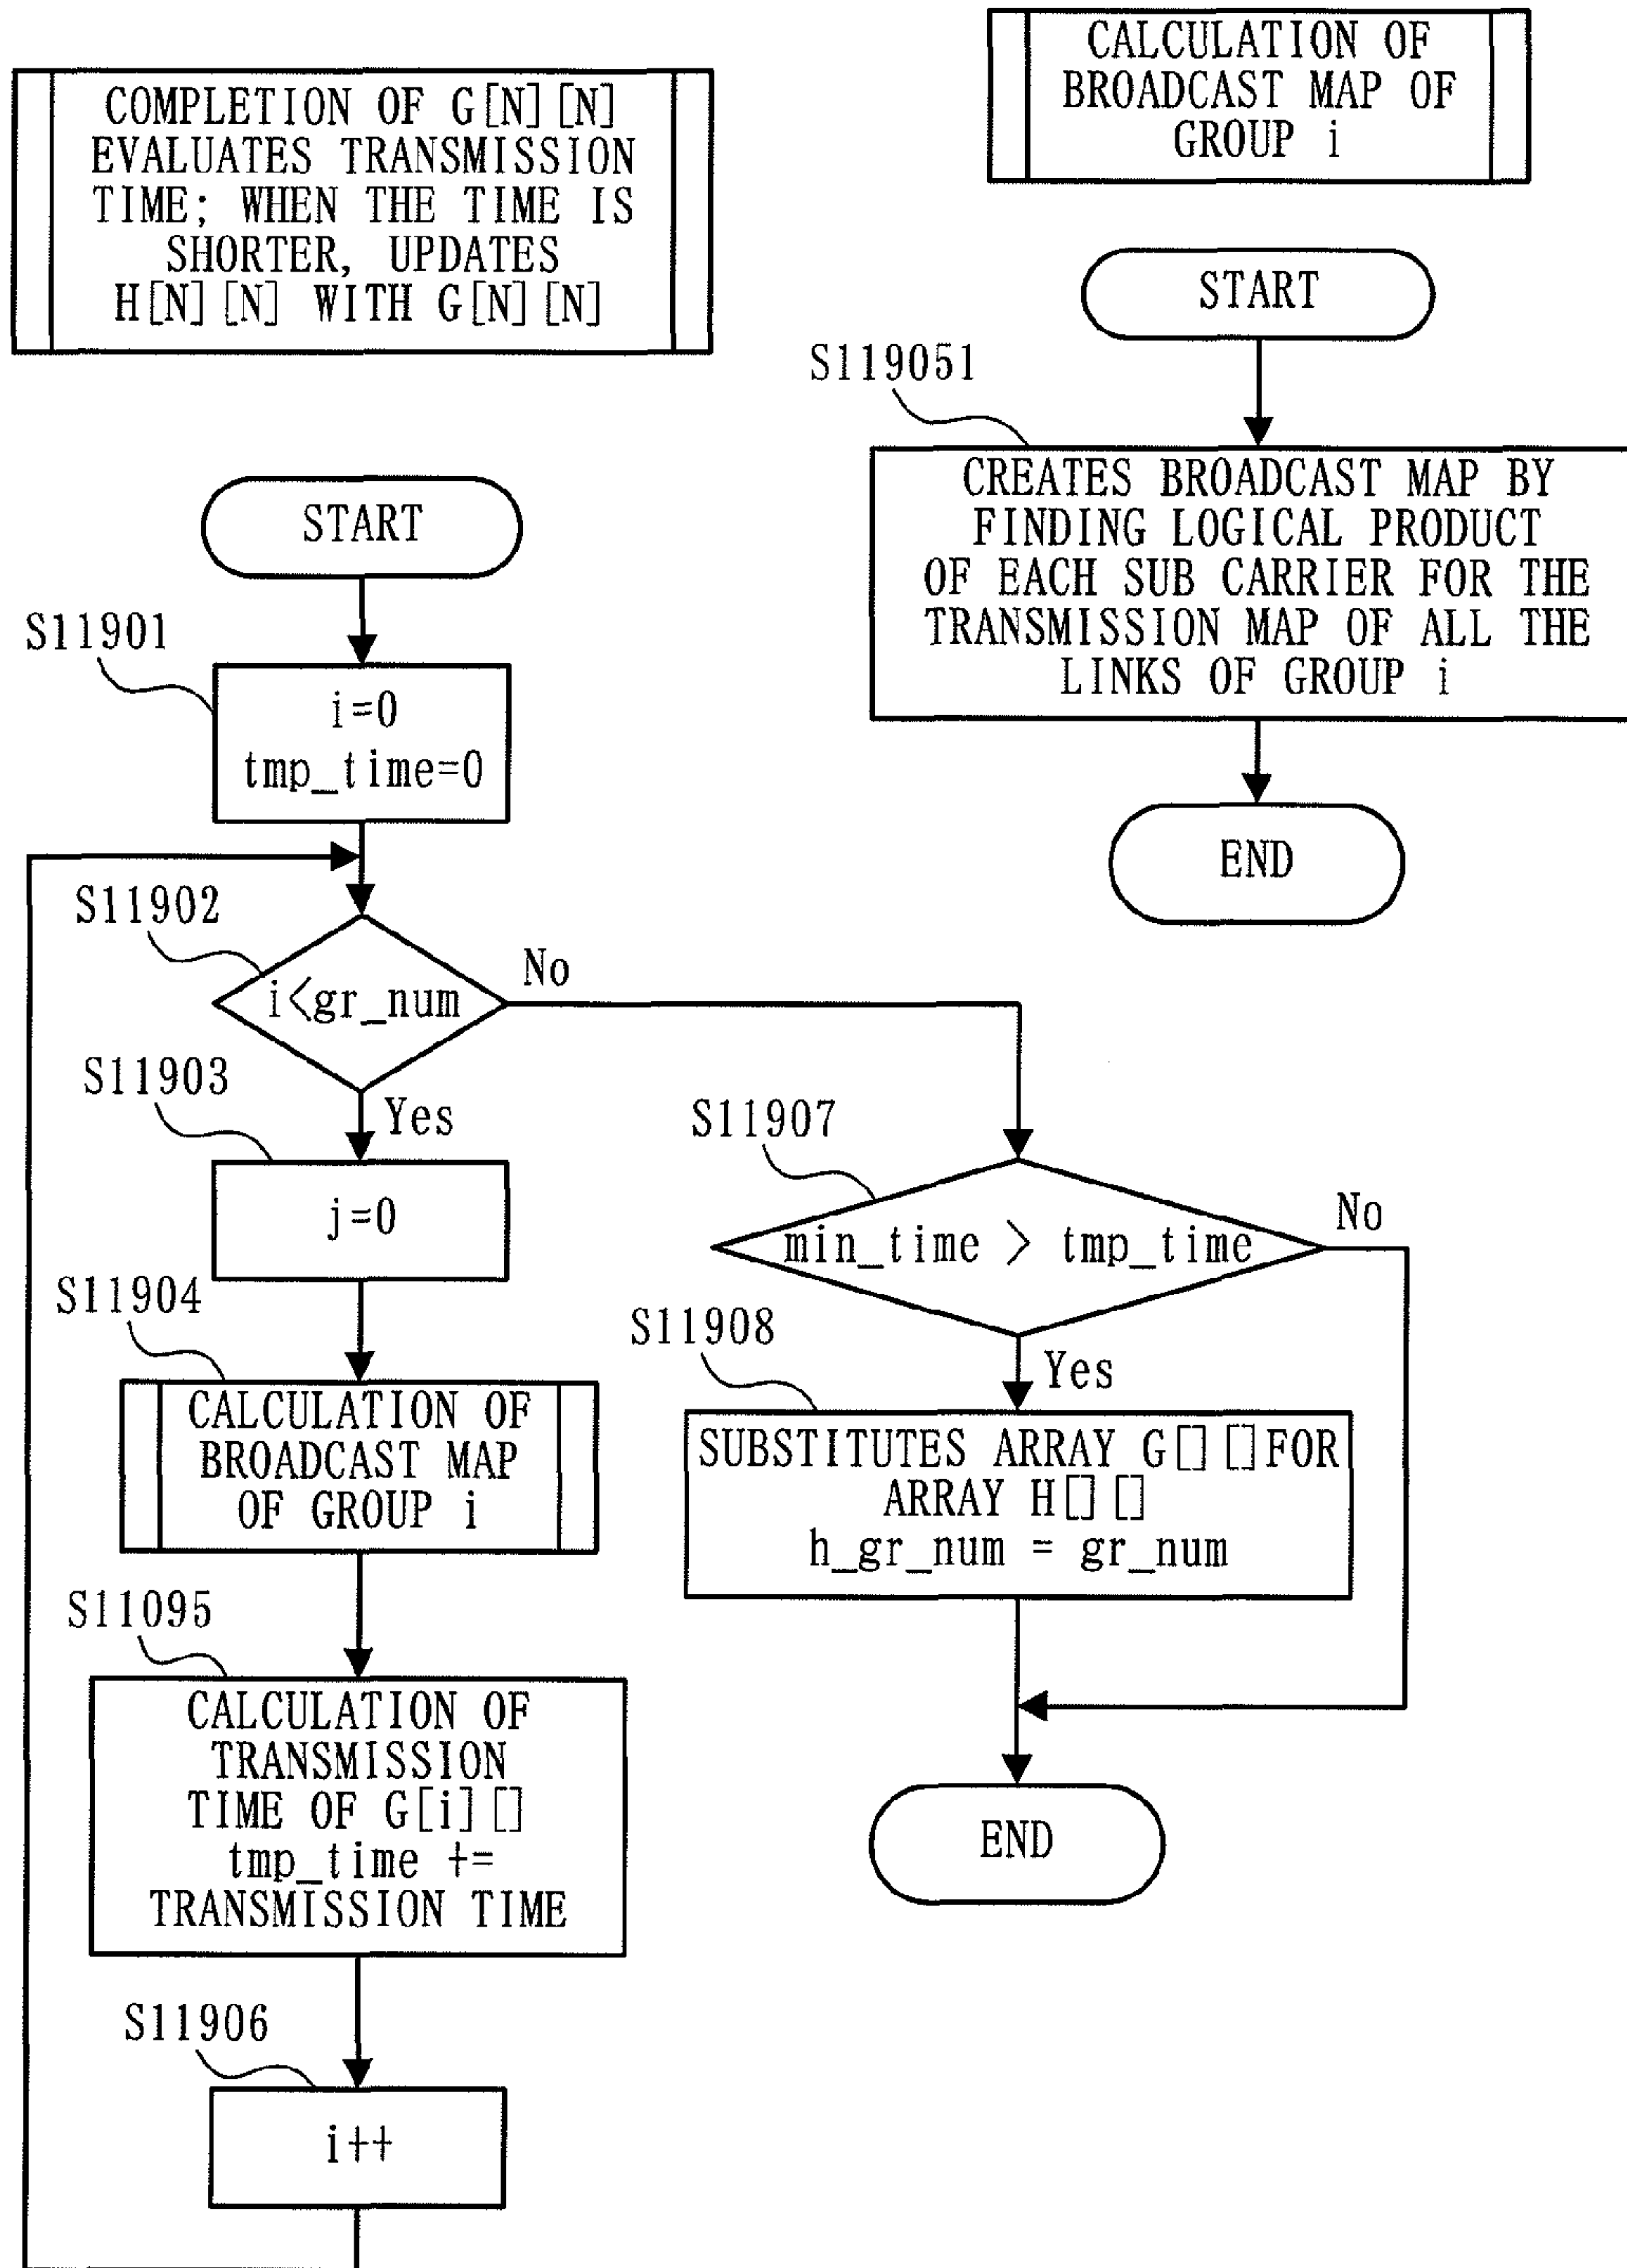 COMPLETION OF G[N][N]
EVALUATES TRANSMISSION
TIME; WHEN THE TIME IS
SHORTER, UPDATES
H[N][N] WITH G[N][N]
START
S11901
i=0
tmp_time=0
S11902
i<gr_num
No
S11903
Yes
j=0
S11904
CALCULATION OF
BROADCAST MAP
OF GROUP i
S11095
CALCULATION OF
TRANSMISSION
TIME OF G[i][]
tmp_time +=
TRANSMISSION TIME
S11906
i++
S11907
min_time > tmp_time
No
S11908
Yes
SUBSTITUTES ARRAY G[][]FOR
ARRAY H[][]
h_gr_num = gr_num
END
CALCULATION OF
BROADCAST MAP OF
GROUP i
START
S119051
CREATES BROADCAST MAP BY
FINDING LOGICAL PRODUCT
OF EACH SUB CARRIER FOR THE
TRANSMISSION MAP OF ALL THE
LINKS OF GROUP i
END